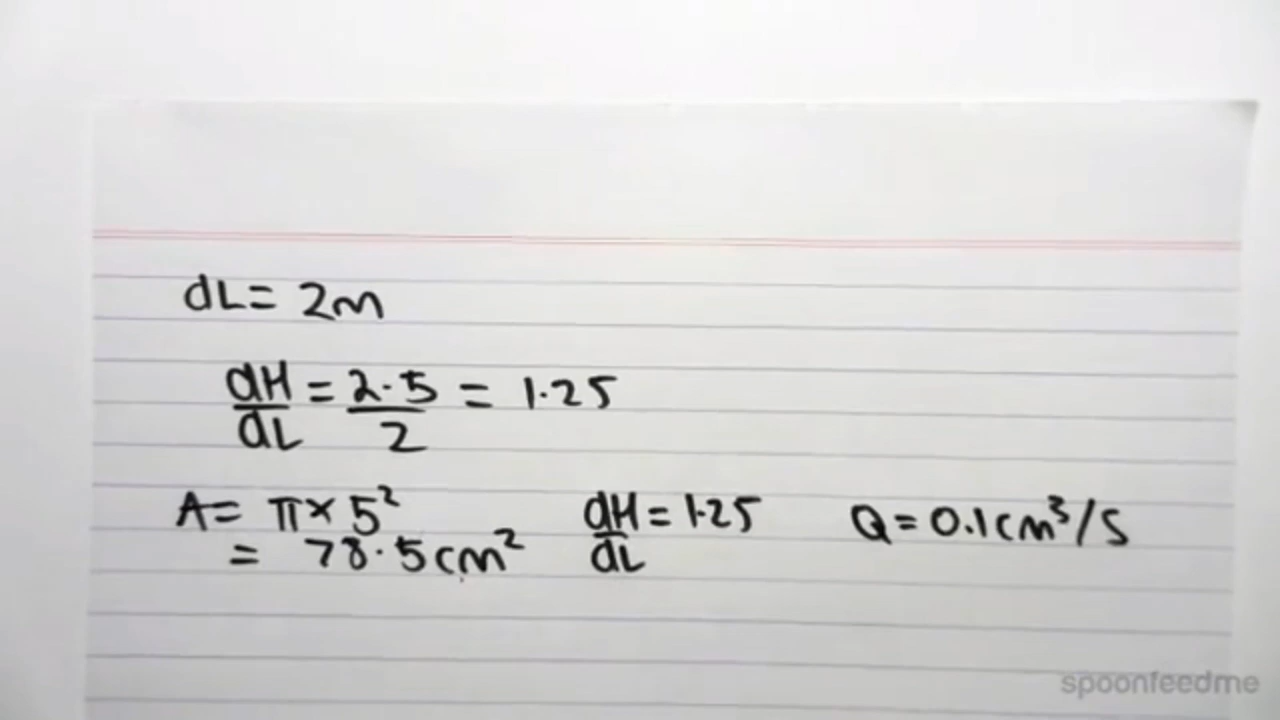 dL = 2m
dH/dL = 2.5/2 = 1.25
A = π × 5² dH/dL = 1.25 Q = 0.1cm³/s
= 78.5cm²
spoonfeedme